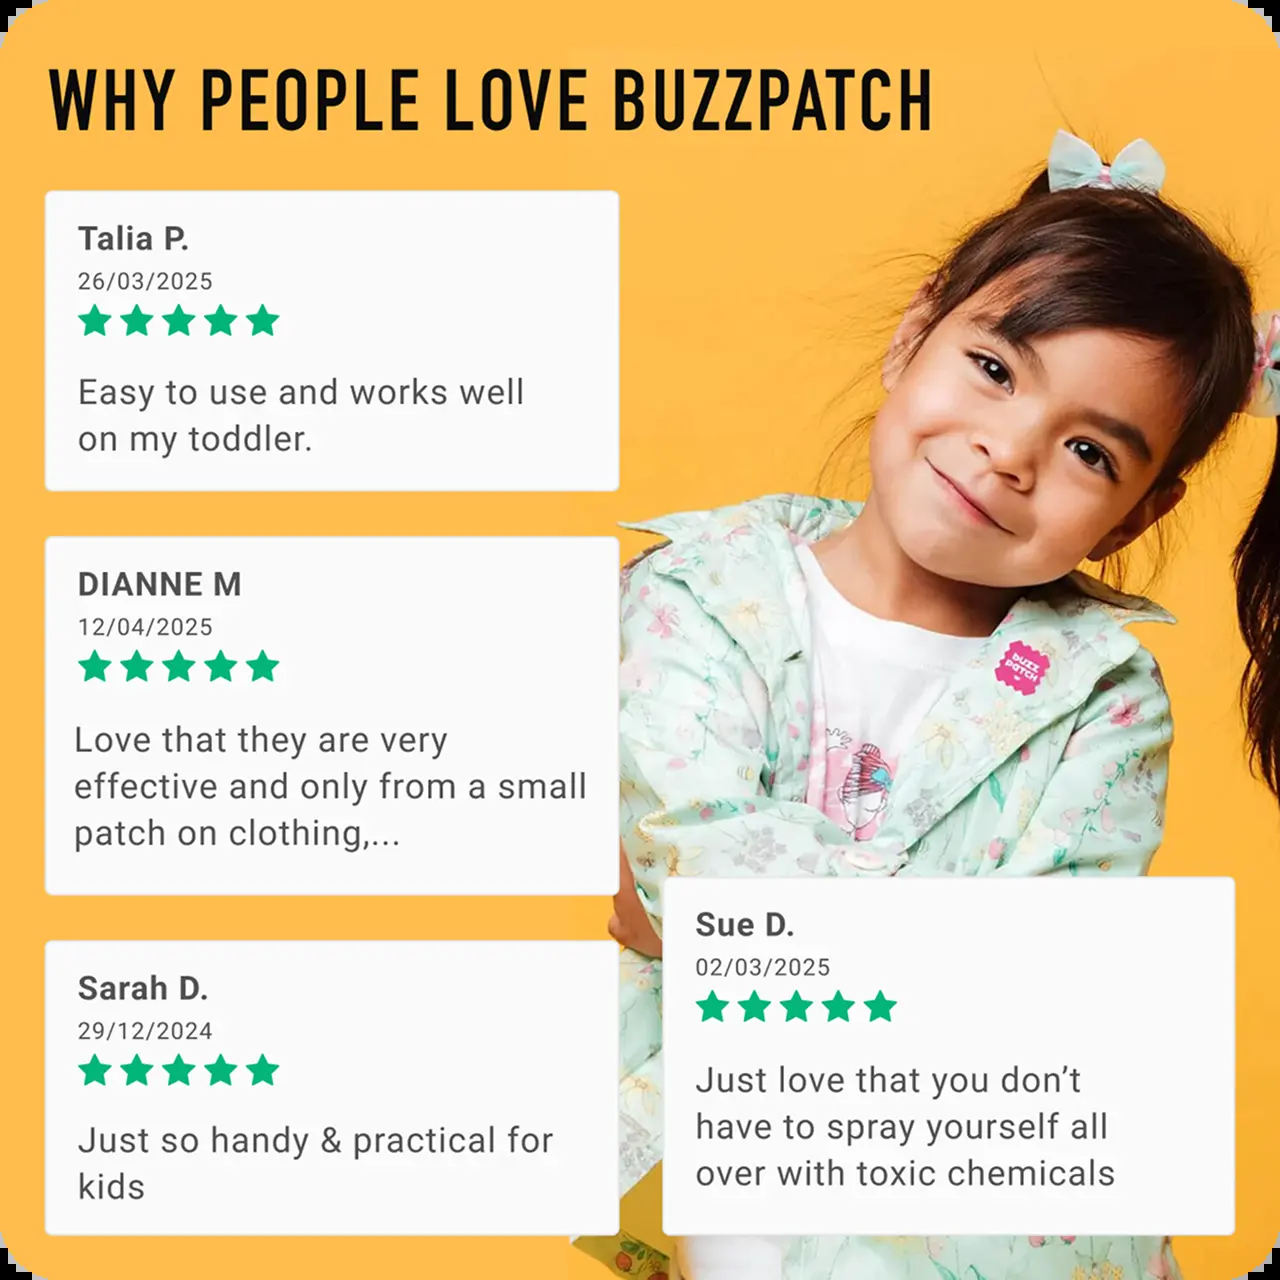 WHY PEOPLE LOVE BUZZPATCH
Talia P.
26/03/2025
Easy to use and works well
on my toddler.
DIANNE M
12/04/2025
Love that they are very
effective and only from a small
patch on clothing,...
Sarah D.
29/12/2024
Just so handy & practical for
kids
buzz
patch
Sue D.
02/03/2025
Just love that you don’t
have to spray yourself all
over with toxic chemicals